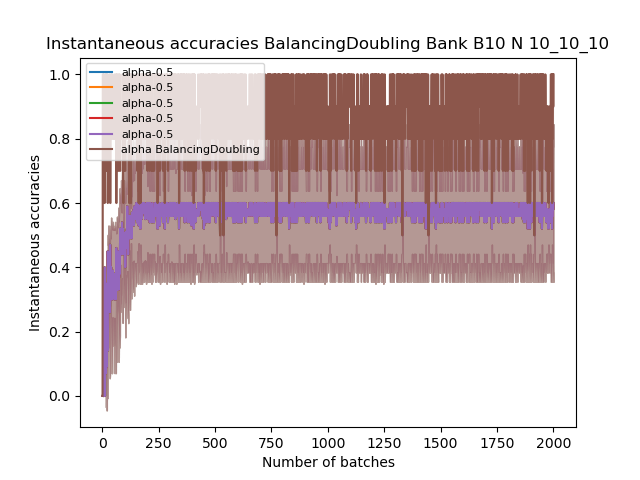 Instantaneous accuracies BalancingDoubling Bank B10 N 10_10_10
alpha-0.5
alpha-0.5
alpha-0.5
alpha-0.5
alpha-0.5
alpha BalancingDoubling
1.0
0.8
0.6
0.4
0.2
0.0
Instantaneous accuracies
0 250 500 750 1000 1250 1500 1750 2000
Number of batches